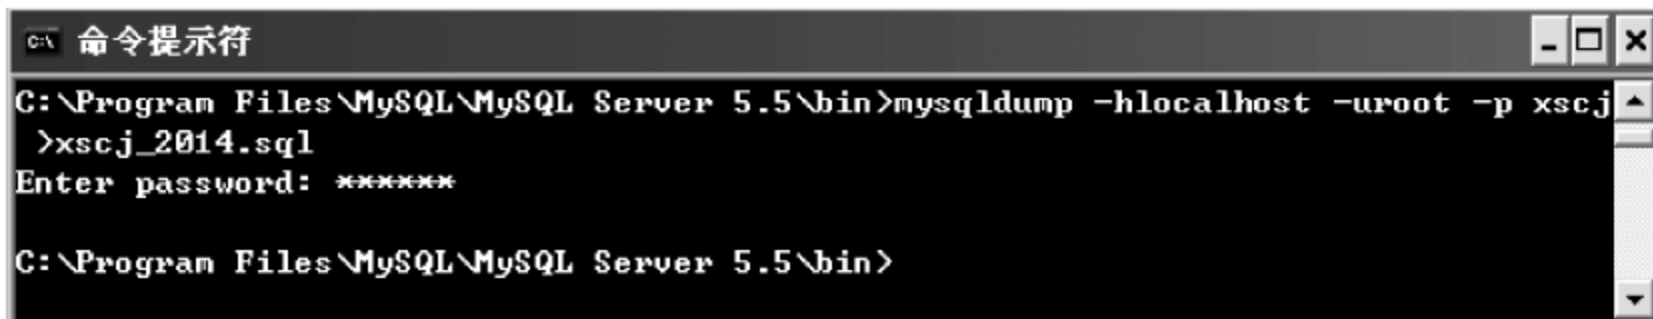 命令提示符
C:\Program Files\MySQL\MySQL Server 5.5\bin>mysqldump -hlocalhost -uroot -p xscj
 >xscj_2014.sql
Enter password: ******
C:\Program Files\MySQL\MySQL Server 5.5\bin>